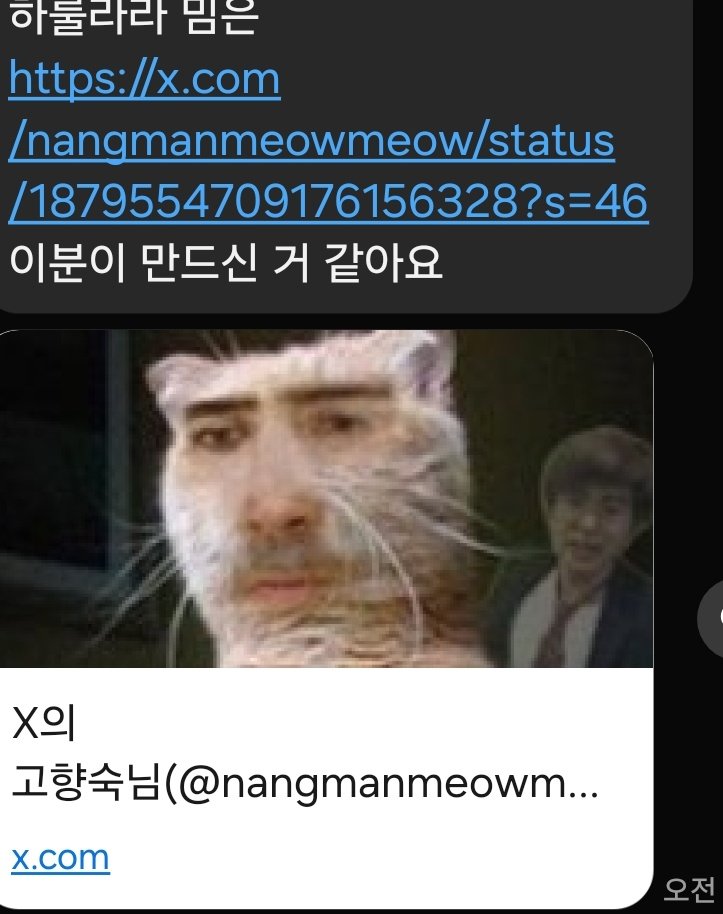 하룰라라 밈은
https://x.com
/nangmanmeowmeow/status
/1879554709176156328?s=46
이분이 만드신 거 같아요
X의
고향숙님(@nangmanmeowm...
x.com
오전